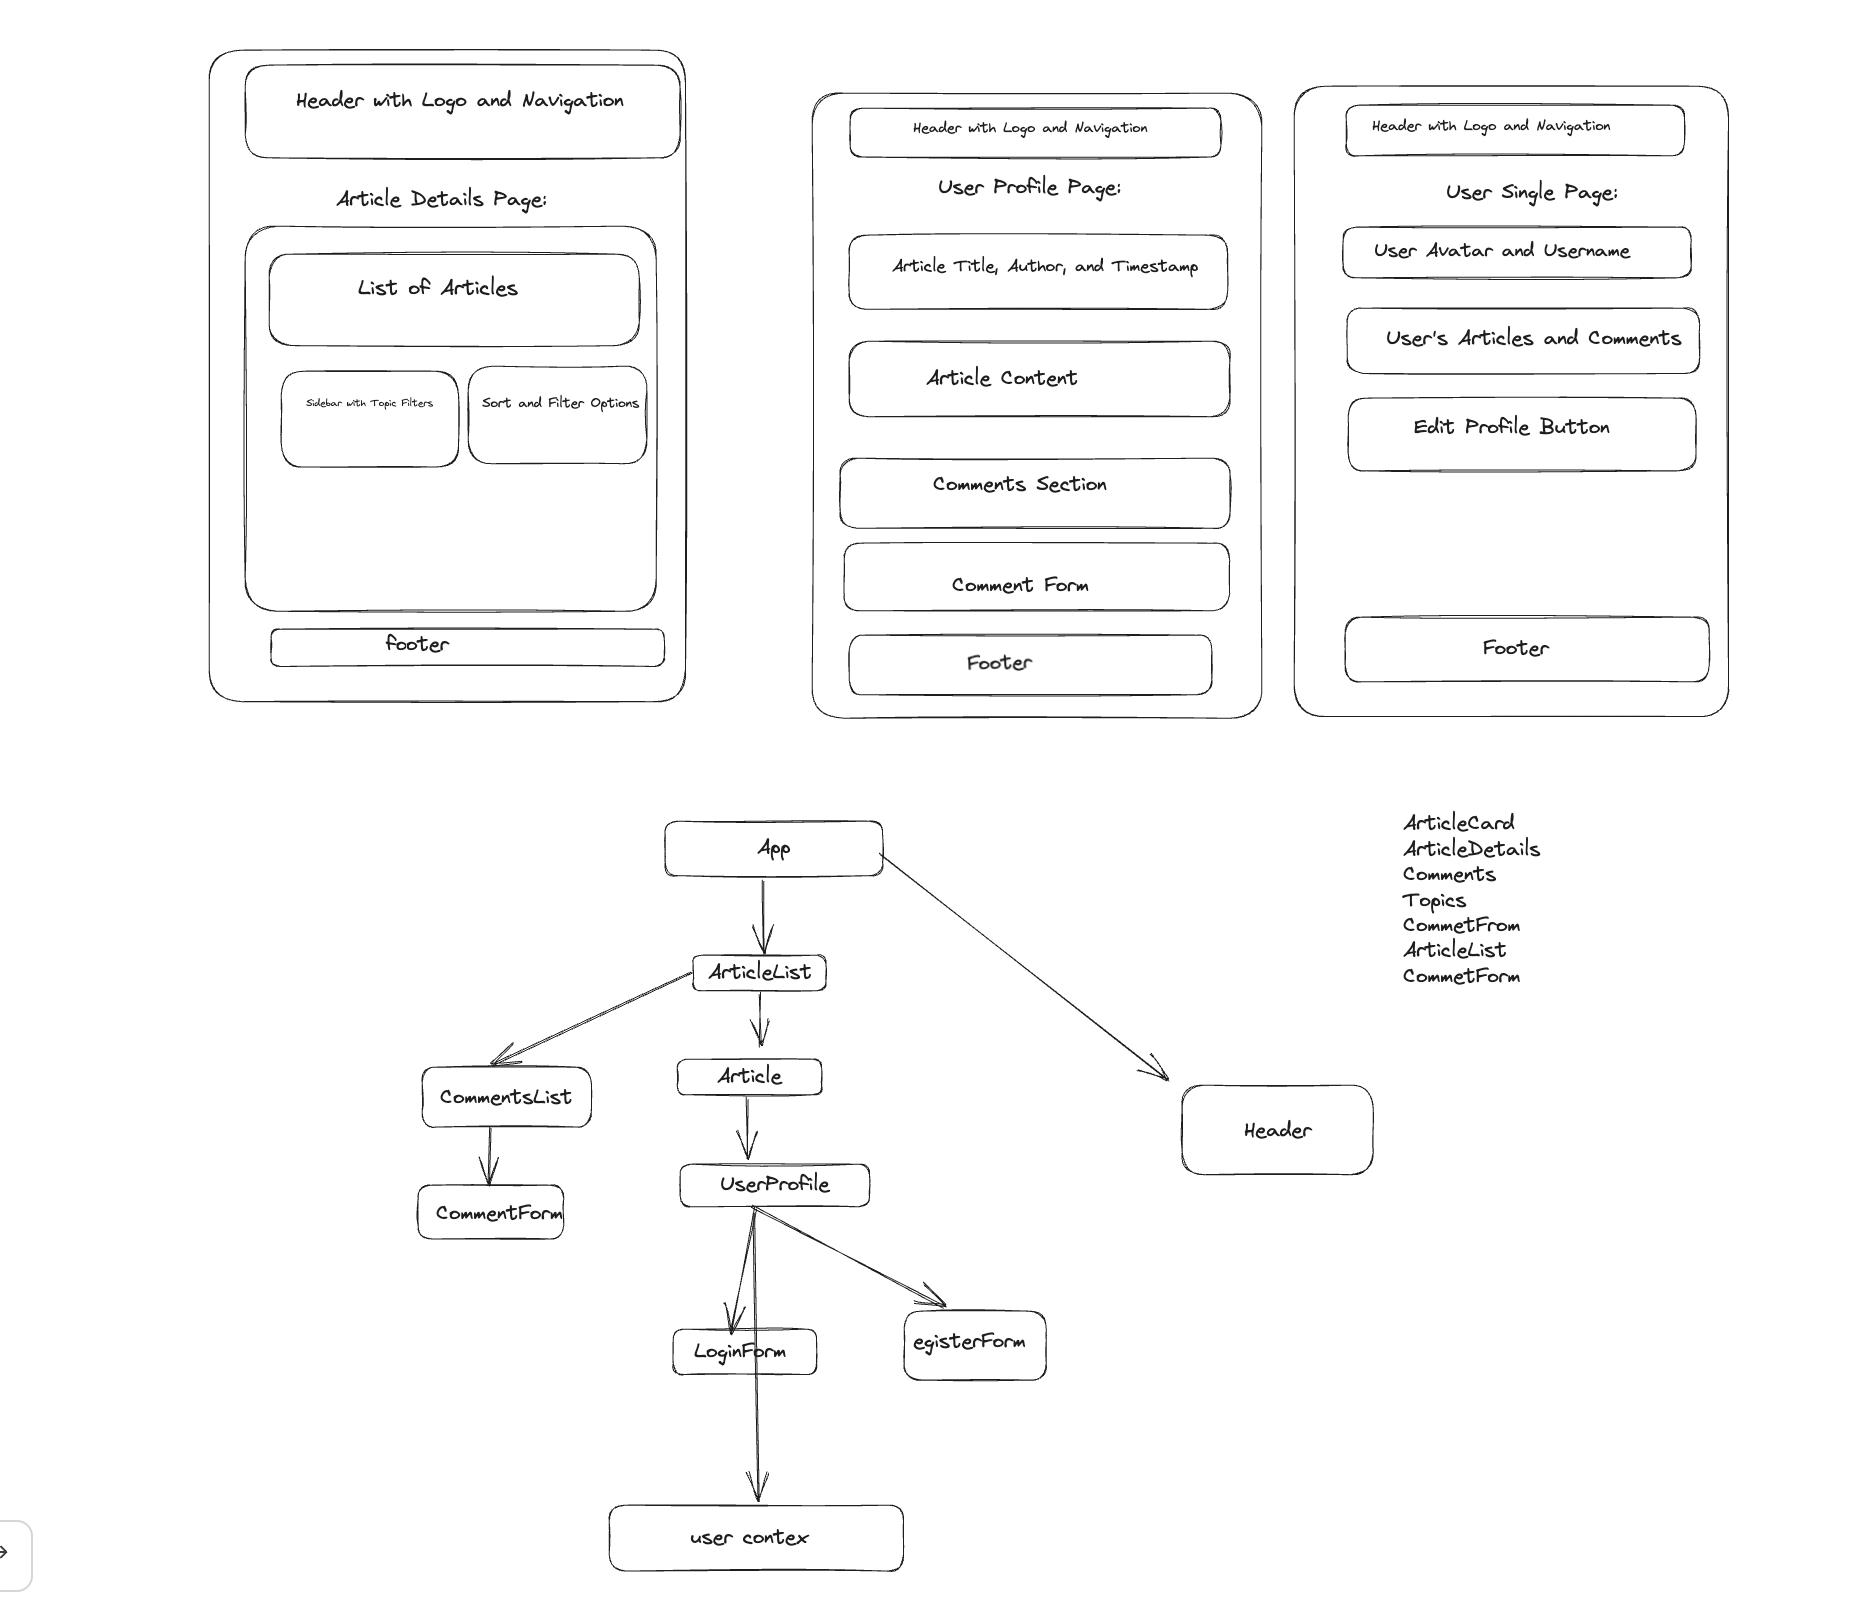 Header with Logo and Navigation
Article Details Page:
List of Articles
Sidebar with Topic Filters
Sort and Filter Options
footer
Header with Logo and Navigation
User Profile Page:
Article Title, Author, and Timestamp
Article Content
Comments Section
Comment Form
Footer
Header with Logo and Navigation
User Single Page:
User Avatar and Username
User's Articles and Comments
Edit Profile Button
Footer
App
ArticleList
CommentsList
Article
CommentForm
UserProfile
LoginForm
egisterForm
user contex
Header
ArticleCard
ArticleDetails
Comments
Topics
CommetFrom
ArticleList
CommetForm